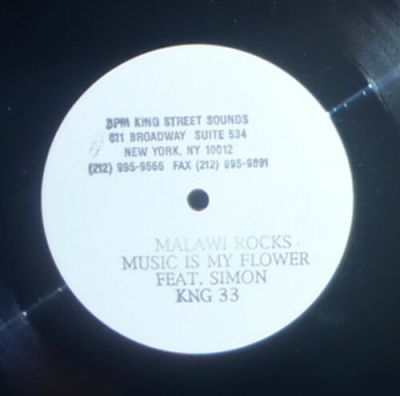 BPM KING STREET SOUNDS
611 BROADWAY SUITE 534
NEW YORK, NY 10012
(212) 995-9566 FAX (212) 995-9891
MALAWI ROCKS
MUSIC IS MY FLOWER
FEAT. SIMON
KNG 33